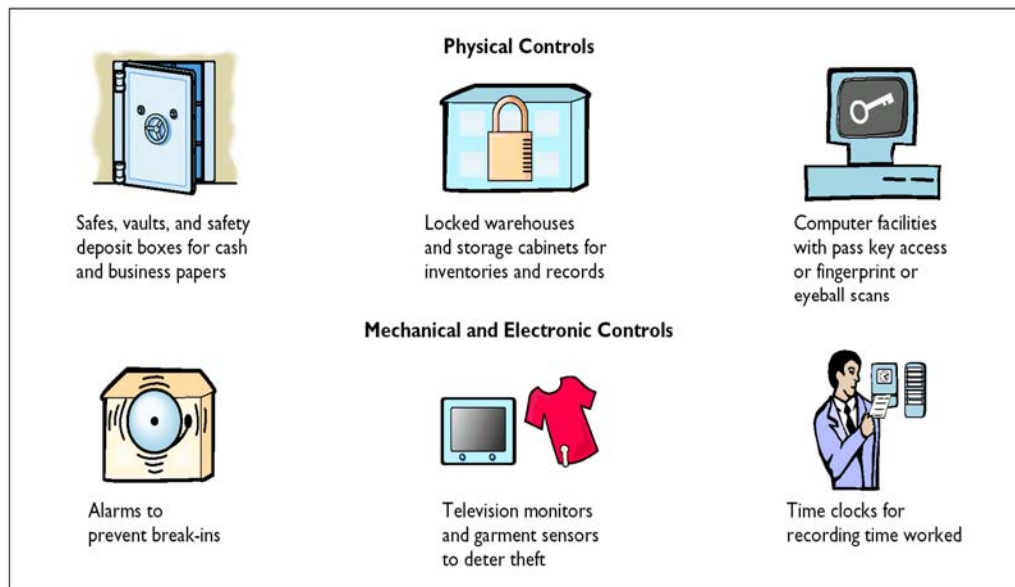 Physical Controls
Safes, vaults, and safety
deposit boxes for cash
and business papers
Locked warehouses
and storage cabinets for
inventories and records
Computer facilities
with pass key access
or fingerprint or
eyeball scans
Mechanical and Electronic Controls
Alarms to
prevent break-ins
Television monitors
and garment sensors
to deter theft
Time clocks for
recording time worked